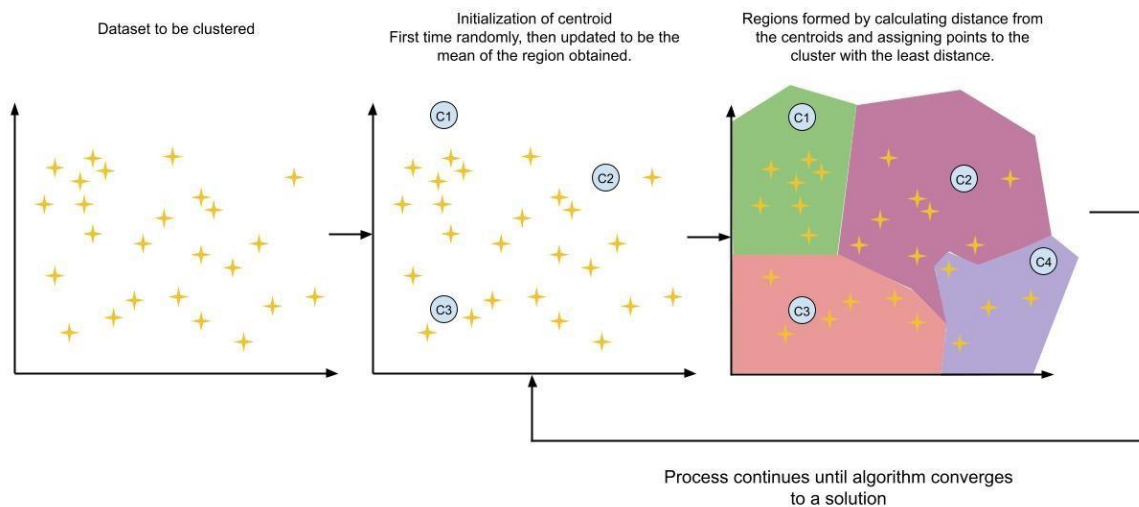 Dataset to be clustered
Initialization of centroid
First time randomly, then updated to be the
mean of the region obtained.
Regions formed by calculating distance from
the centroids and assigning points to the
cluster with the least distance.
C1
C2
C3
C1
C2
C4
C3
Process continues until algorithm converges
to a solution